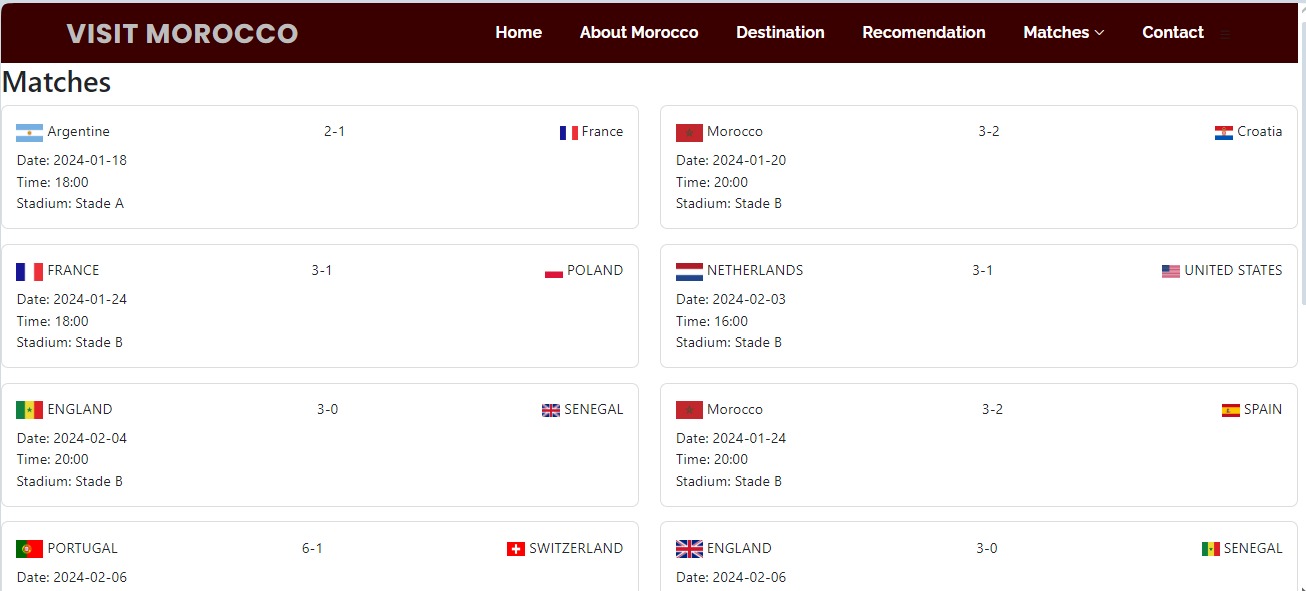 VISIT MOROCCO
Home About Morocco Destination Recomendation Matches Contact
Matches
Argentine 2-1 France
Date: 2024-01-18
Time: 18:00
Stadium: Stade A
Morocco 3-2 Croatia
Date: 2024-01-20
Time: 20:00
Stadium: Stade B
FRANCE 3-1 POLAND
Date: 2024-01-24
Time: 18:00
Stadium: Stade B
NETHERLANDS 3-1 UNITED STATES
Date: 2024-02-03
Time: 16:00
Stadium: Stade B
ENGLAND 3-0 SENEGAL
Date: 2024-02-04
Time: 20:00
Stadium: Stade B
Morocco 3-2 SPAIN
Date: 2024-01-24
Time: 20:00
Stadium: Stade B
PORTUGAL 6-1 SWITZERLAND
Date: 2024-02-06
ENGLAND 3-0 SENEGAL
Date: 2024-02-06